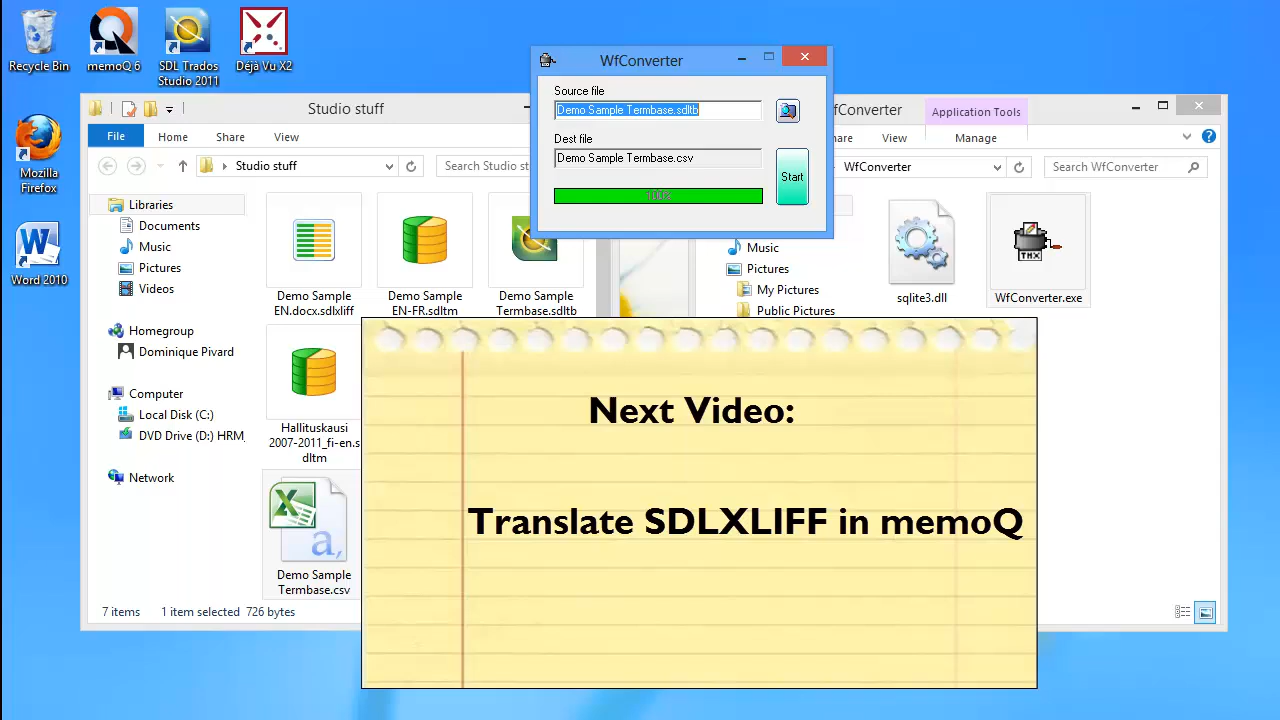 Recycle Bin
memoQ 6
SDL Trados
Studio 2011
Déjà Vu X2
Mozilla
Firefox
Word 2010
WfConverter
Source file
Demo Sample Termbase.sdltb
Dest file
Demo Sample Termbase.csv
Start
100%
Studio stuff
File
Home
Share
View
Studio stuff
Search Studio
Libraries
Documents
Music
Pictures
Videos
Homegroup
Dominique Pivard
Computer
Local Disk (C:)
DVD Drive (D:) HRM_
Network
Demo Sample
EN.docx.sdlxliff
Demo Sample
EN-FR.sdltm
Demo Sample
Termbase.sdltb
Hallituskausi
2007-2011_fi-en.s
dltm
Demo Sample
Termbase.csv
7 items
1 item selected
726 bytes
WfConverter
Application Tools
View
Manage
WfConverter
Search WfConverter
Music
Pictures
My Pictures
Public Pictures
sqlite3.dll
TMX
WfConverter.exe
Next Video:
Translate SDLXLIFF in memoQ